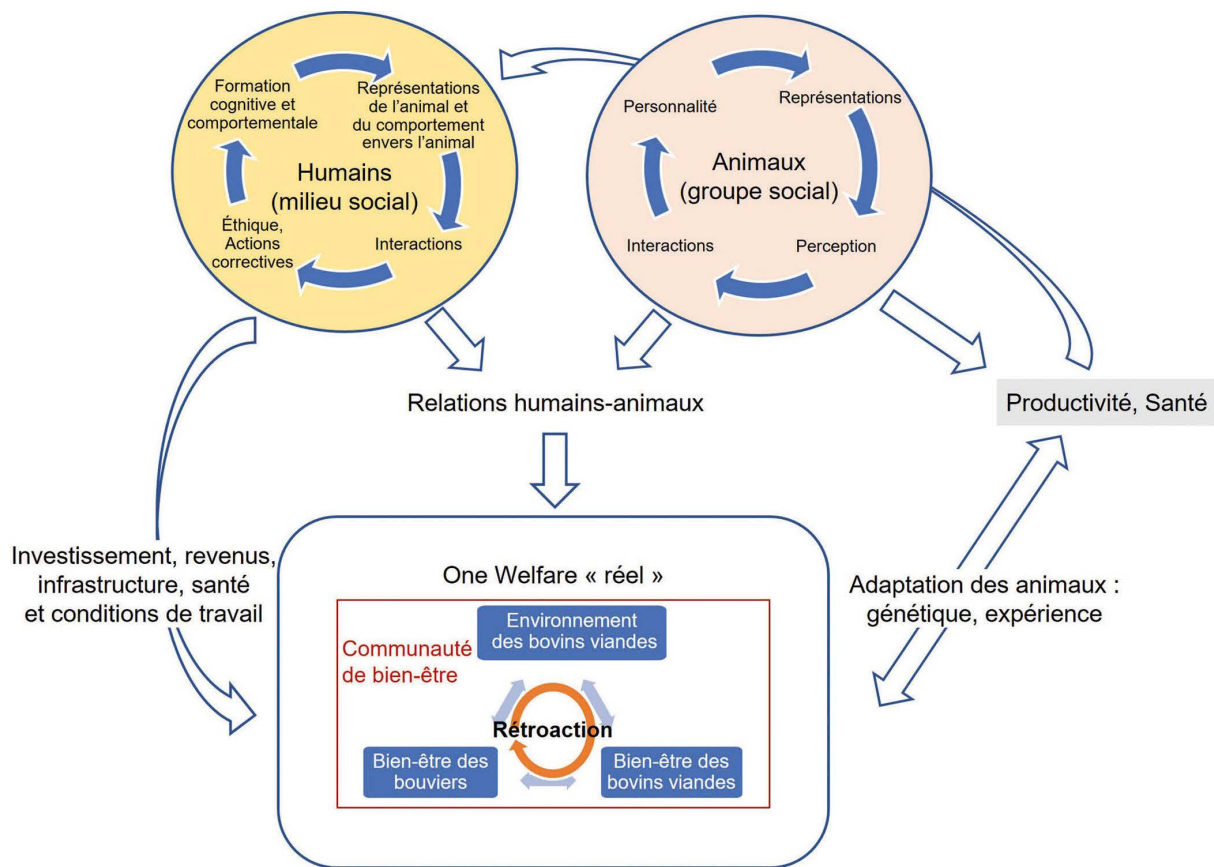 Formation
cognitive et
comportementale
Représentations
de l’animal et
du comportement
envers l’animal
Humains
(milieu social)
Éthique,
Actions
correctives
Interactions
Personnalité
Représentations
Animaux
(groupe social)
Interactions
Perception
Relations humains-animaux
Productivité, Santé
Investissement, revenus,
infrastructure, santé
et conditions de travail
Adaptation des animaux :
génétique, expérience
One Welfare « réel »
Communauté
de bien-être
Environnement
des bovins viandes
Rétroaction
Bien-être des
bouviers
Bien-être des
bovins viandes